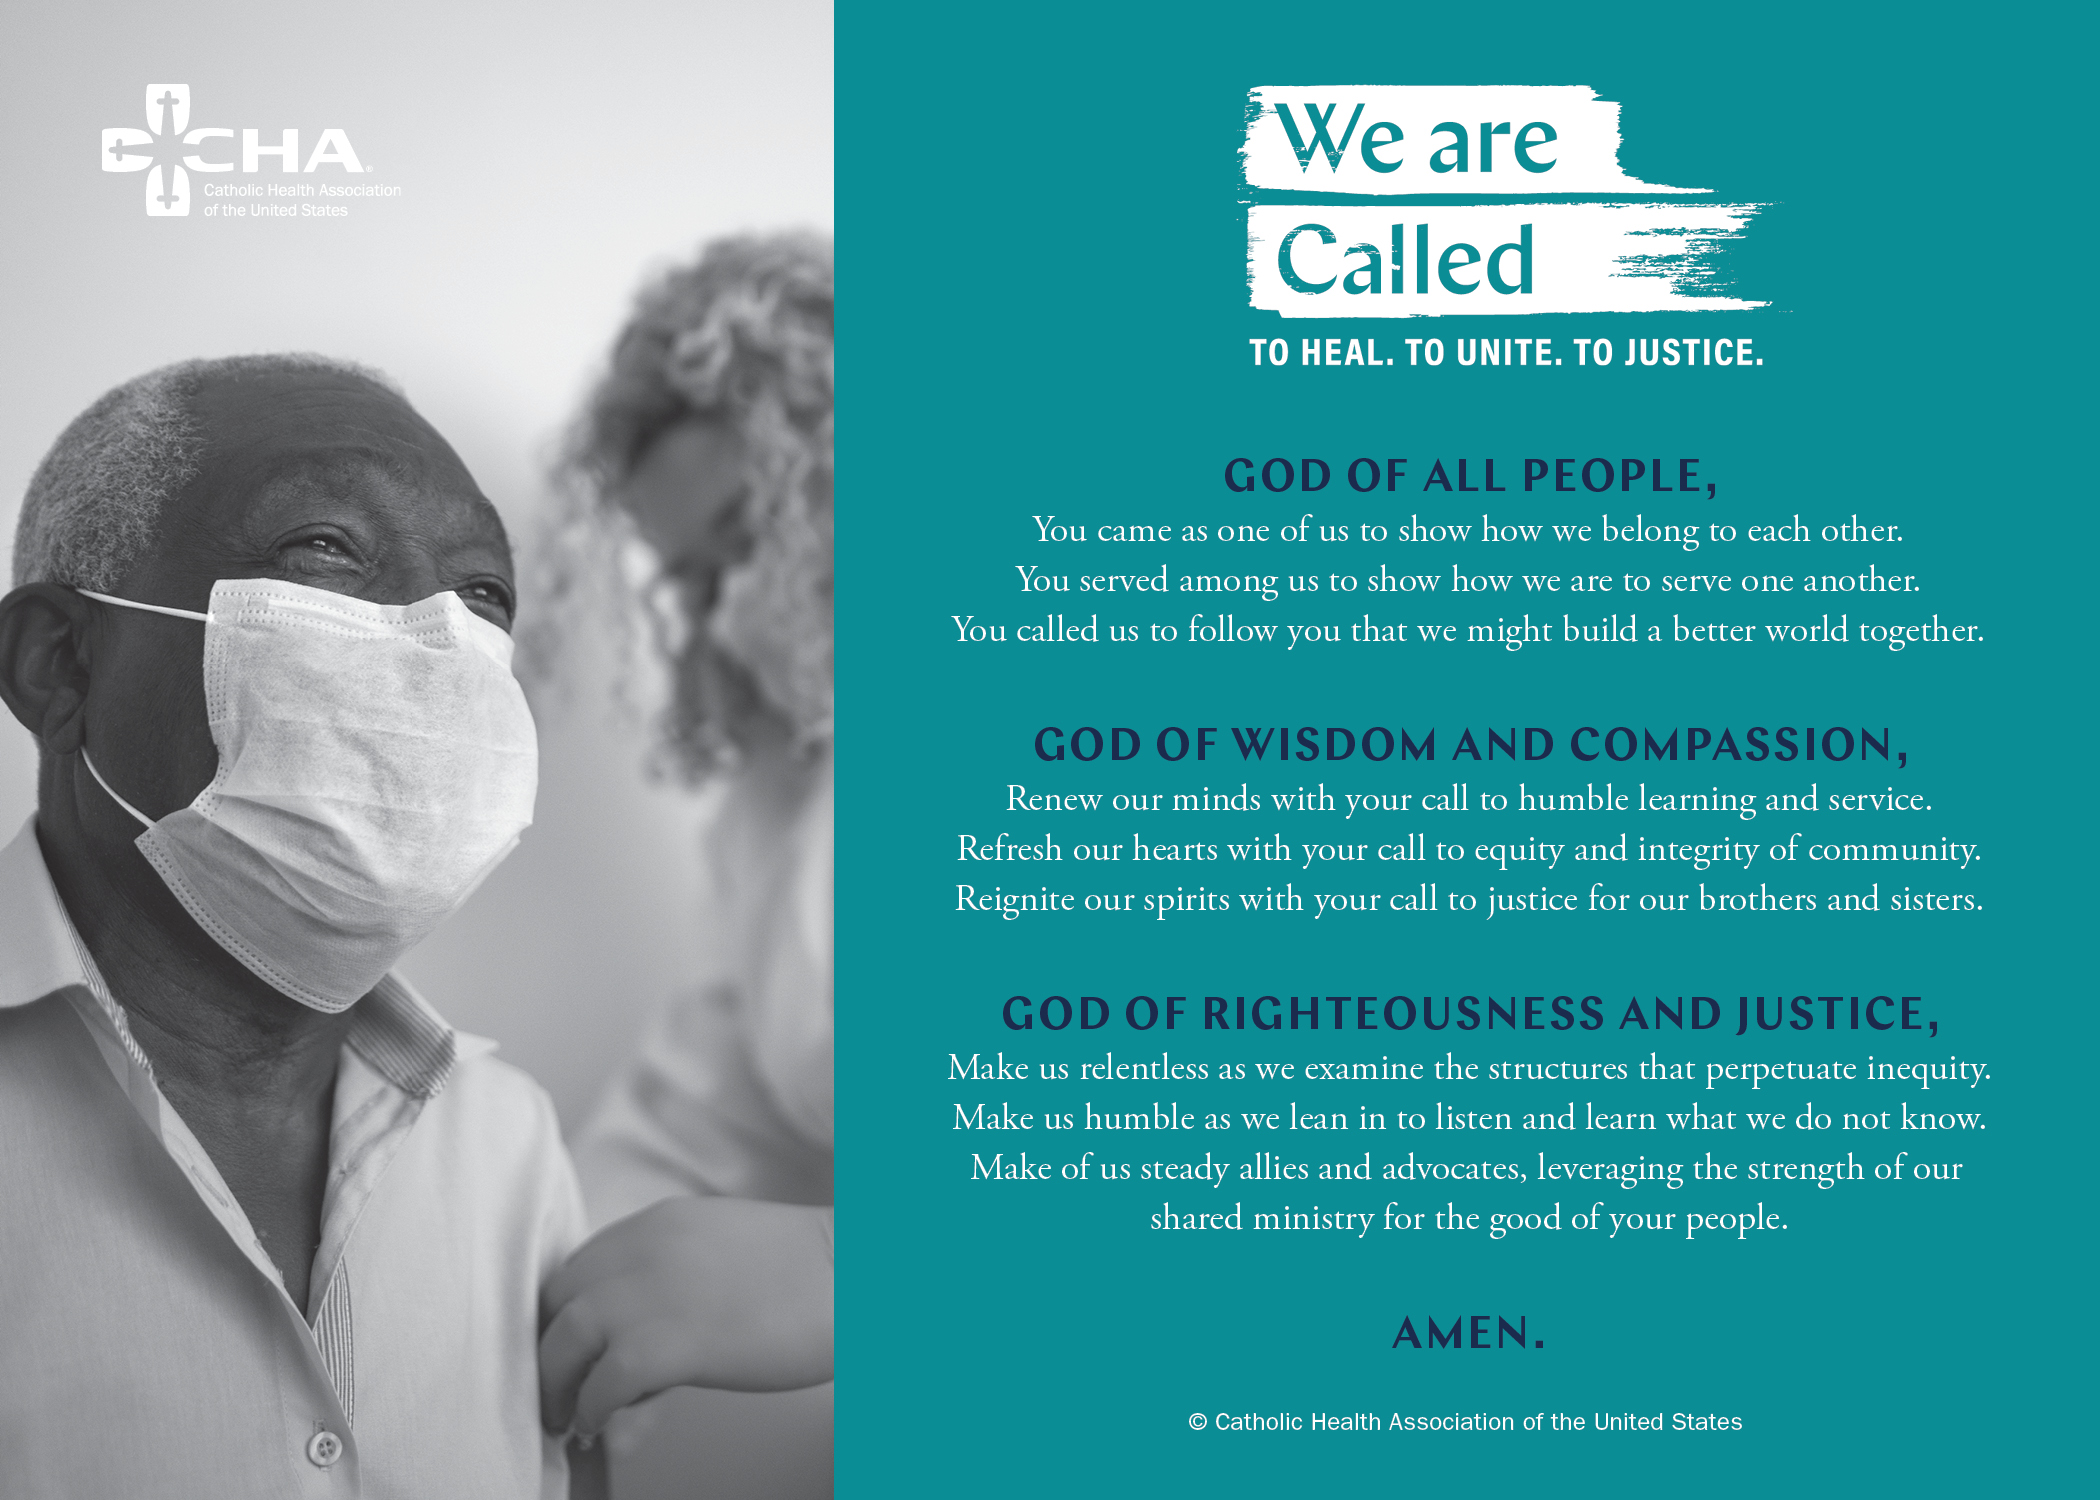 CHA®
Catholic Health Association
of the United States
We are
Called
TO HEAL. TO UNITE. TO JUSTICE.
GOD OF ALL PEOPLE,
You came as one of us to show how we belong to each other.
You served among us to show how we are to serve one another.
You called us to follow you that we might build a better world together.
GOD OF WISDOM AND COMPASSION,
Renew our minds with your call to humble learning and service.
Refresh our hearts with your call to equity and integrity of community.
Reignite our spirits with your call to justice for our brothers and sisters.
GOD OF RIGHTEOUSNESS AND JUSTICE,
Make us relentless as we examine the structures that perpetuate inequity.
Make us humble as we lean in to listen and learn what we do not know.
Make of us steady allies and advocates, leveraging the strength of our
shared ministry for the good of your people.
AMEN.
© Catholic Health Association of the United States